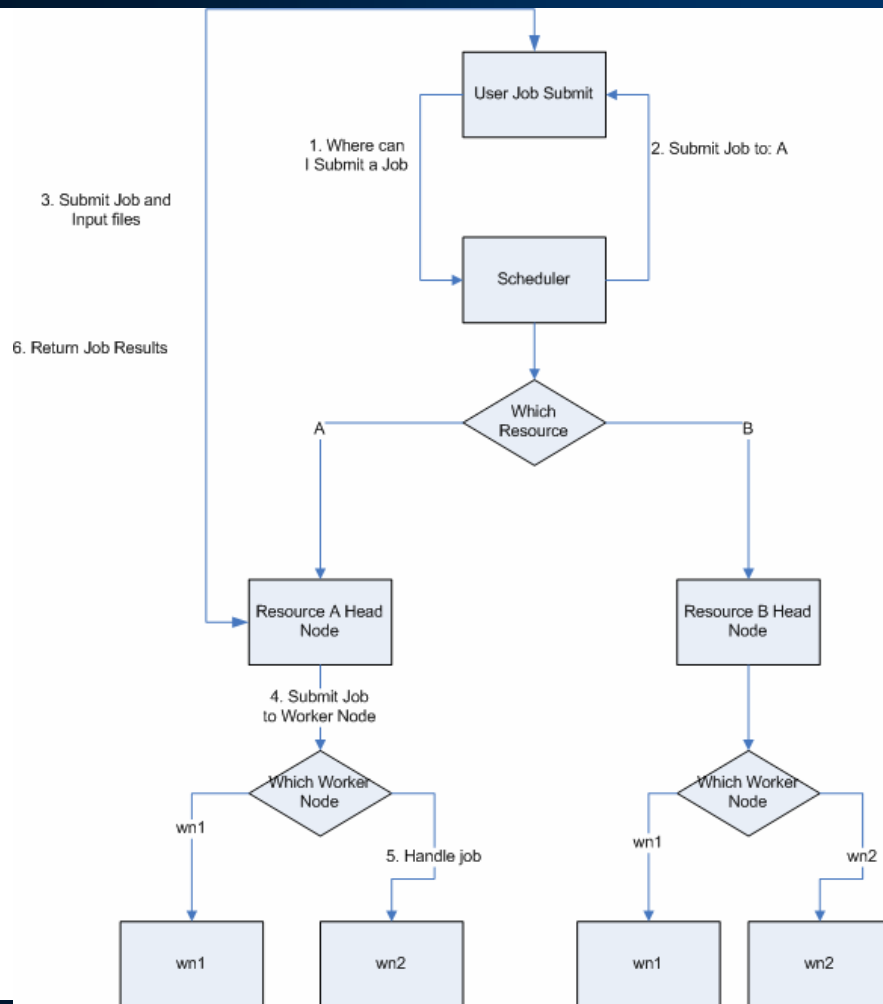 User Job Submit
1. Where can
I Submit a Job
2. Submit Job to: A
3. Submit Job and
Input files
Scheduler
6. Return Job Results
Which
Resource
A
B
Resource A Head
Node
Resource B Head
Node
4. Submit Job
to Worker Node
Which Worker
Node
Which Worker
Node
wn1
5. Handle job
wn1
wn2
wn1
wn2
wn1
wn2